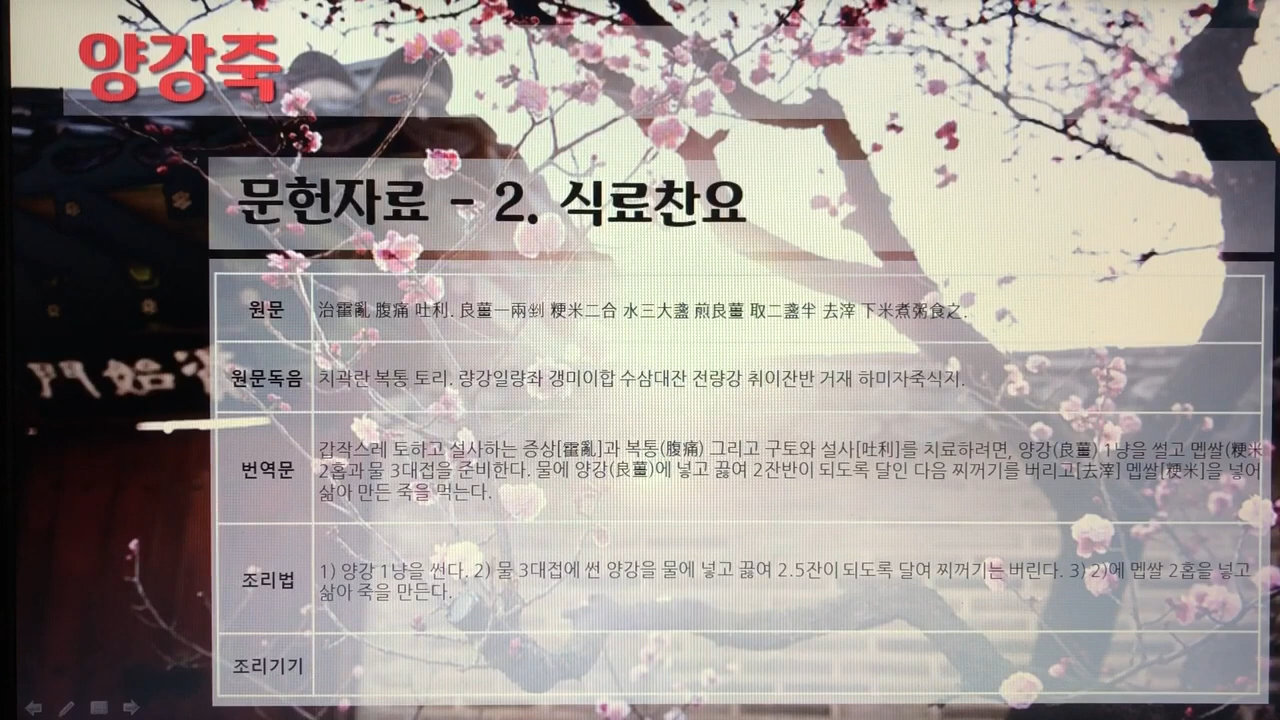 양강죽
문헌자료 - 2. 식료찬요
원문
治霍亂 腹痛 吐利. 良薑一兩剉 粳米二合 水三大盞 煎良薑 取二盞半 去滓 下米煮粥食之.
원문독음
치곽란 복통 토리. 량강일량좌 갱미이합 수삼대잔 전량강 취이잔반 거재 하미자죽식지.
번역문
갑작스레 토하고 설사하는 증상[霍亂]과 복통(腹痛) 그리고 구토와 설사[吐利]를 치료하려면, 양강(良薑) 1냥을 썰고 멥쌀(粳米
2홉과 물 3대접을 준비한다. 물에 양강(良薑)에 넣고 끓여 2잔반이 되도록 달인 다음 찌꺼기를 버리고[去滓] 멥쌀[粳米]을 넣어
삶아 만든 죽을 먹는다.
조리법
1) 양강 1냥을 썬다. 2) 물 3대접에 썬 양강을 물에 넣고 끓여 2.5잔이 되도록 달여 찌꺼기는 버린다. 3) 2)에 멥쌀 2홉을 넣고
삶아 죽을 만든다.
조리기기
門始